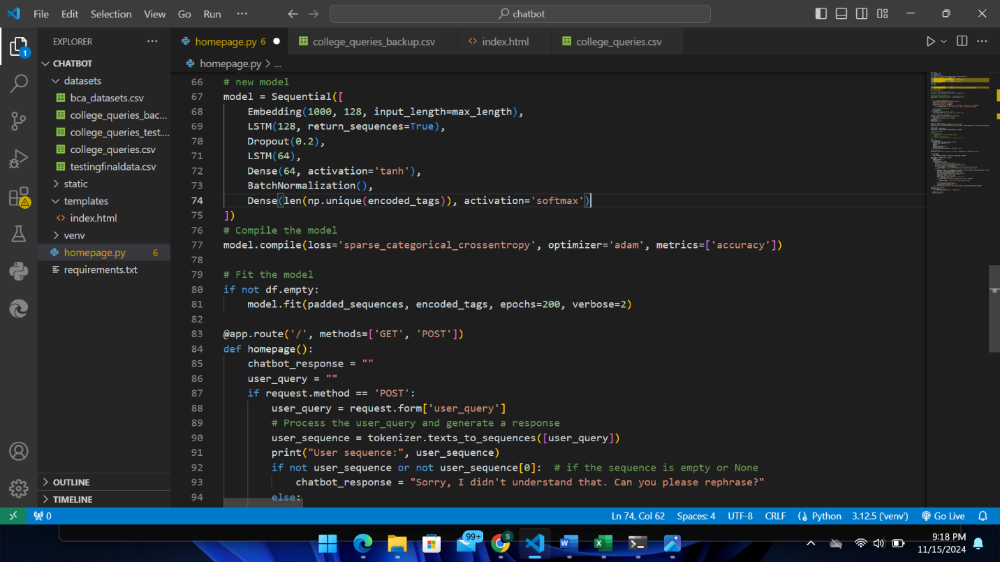 File Edit Selection View Go Run ··· chatbot
EXPLORER ···
1
CHATBOT
datasets
bca_datasets.csv
college_queries_bac...
college_queries_test....
college_queries.csv
testingfinaldata.csv
static
templates
index.html
venv
homepage.py 6
requirements.txt
OUTLINE
TIMELINE
homepage.py 6 college_queries_backup.csv index.html college_queries.csv
homepage.py > ...
66 # new model
67 model = Sequential([
68     Embedding(1000, 128, input_length=max_length),
69     LSTM(128, return_sequences=True),
70     Dropout(0.2),
71     LSTM(64),
72     Dense(64, activation='tanh'),
73     BatchNormalization(),
74     Dense(len(np.unique(encoded_tags)), activation='softmax')
75 ])
76 # Compile the model
77 model.compile(loss='sparse_categorical_crossentropy', optimizer='adam', metrics=['accuracy'])
78
79 # Fit the model
80 if not df.empty:
81     model.fit(padded_sequences, encoded_tags, epochs=200, verbose=2)
82
83 @app.route('/', methods=['GET', 'POST'])
84 def homepage():
85     chatbot_response = ""
86     user_query = ""
87     if request.method == 'POST':
88         user_query = request.form['user_query']
89         # Process the user_query and generate a response
90         user_sequence = tokenizer.texts_to_sequences([user_query])
91         print("User sequence:", user_sequence)
92         if not user_sequence or not user_sequence[0]:  # if the sequence is empty or None
93             chatbot_response = "Sorry, I didn't understand that. Can you please rephrase?"
94         else:
0 Ln 74, Col 62 Spaces: 4 UTF-8 CRLF Python 3.12.5 ('venv') Go Live
99+ S 9:18 PM
11/15/2024